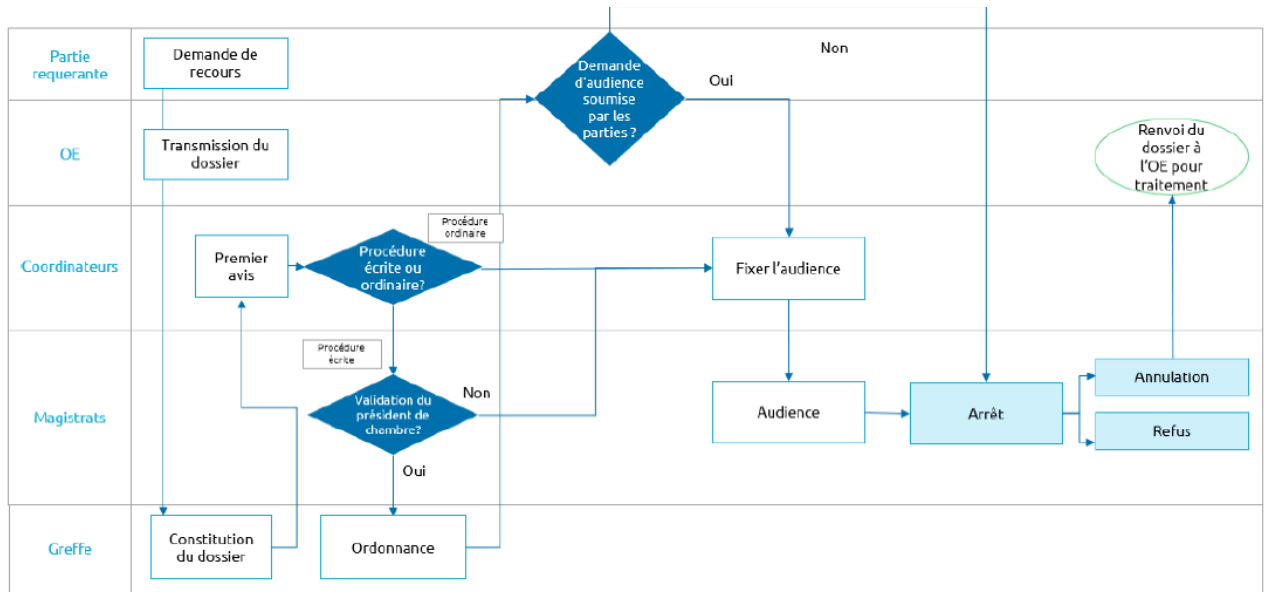 Partie
requerante
Demande de
recours
Demande
d'audience
soumise
par les
parties ?
Non
Oui
OE
Transmission du
dossier
Renvoi du
dossier à
l'OE pour
traitement
Coordinateurs
Premier
avis
Procédure
écrite ou
ordinaire?
Procédure
ordinaire
Fixer l'audience
Magistrats
Procédure
écrite
Validation du
président de
chambre?
Non
Oui
Audience
Arrêt
Annulation
Refus
Greffe
Constitution
du dossier
Ordonnance